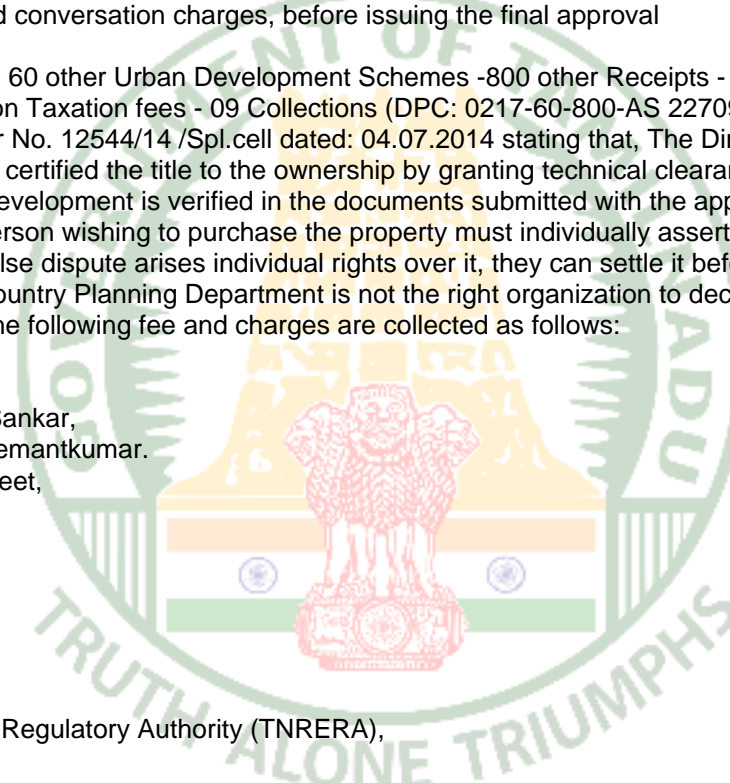 d conversation charges, before issuing the final approval
60 other Urban Development Schemes -800 other Receipts -
on Taxation fees - 09 Collections (DPC: 0217-60-800-AS 22709
r No. 12544/14 /Spl.cell dated: 04.07.2014 stating that, The Dir
certified the title to the ownership by granting technical clearan
evelopment is verified in the documents submitted with the app
erson wishing to purchase the property must individually assert
lse dispute arises individual rights over it, they can settle it befo
ountry Planning Department is not the right organization to dec
ne following fee and charges are collected as follows:
Sankar,
emantkumar.
eet,
Regulatory Authority (TNRERA),
GOVERNMENT OF TAMILNADU
TRUTH ALONE TRIUMPHS